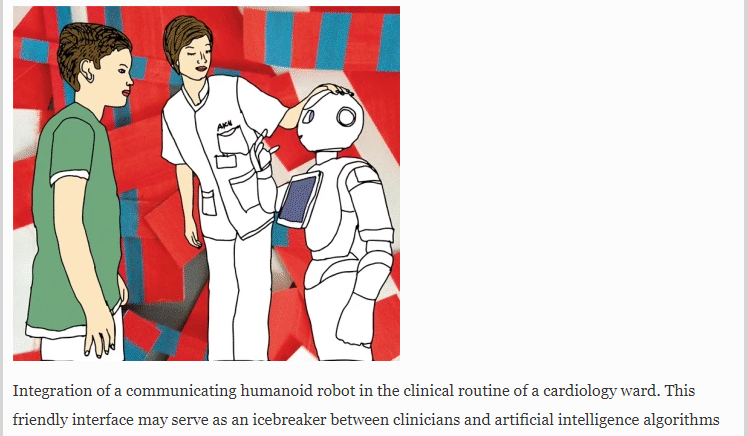 AKH
Integration of a communicating humanoid robot in the clinical routine of a cardiology ward. This
friendly interface may serve as an icebreaker between clinicians and artificial intelligence algorithms